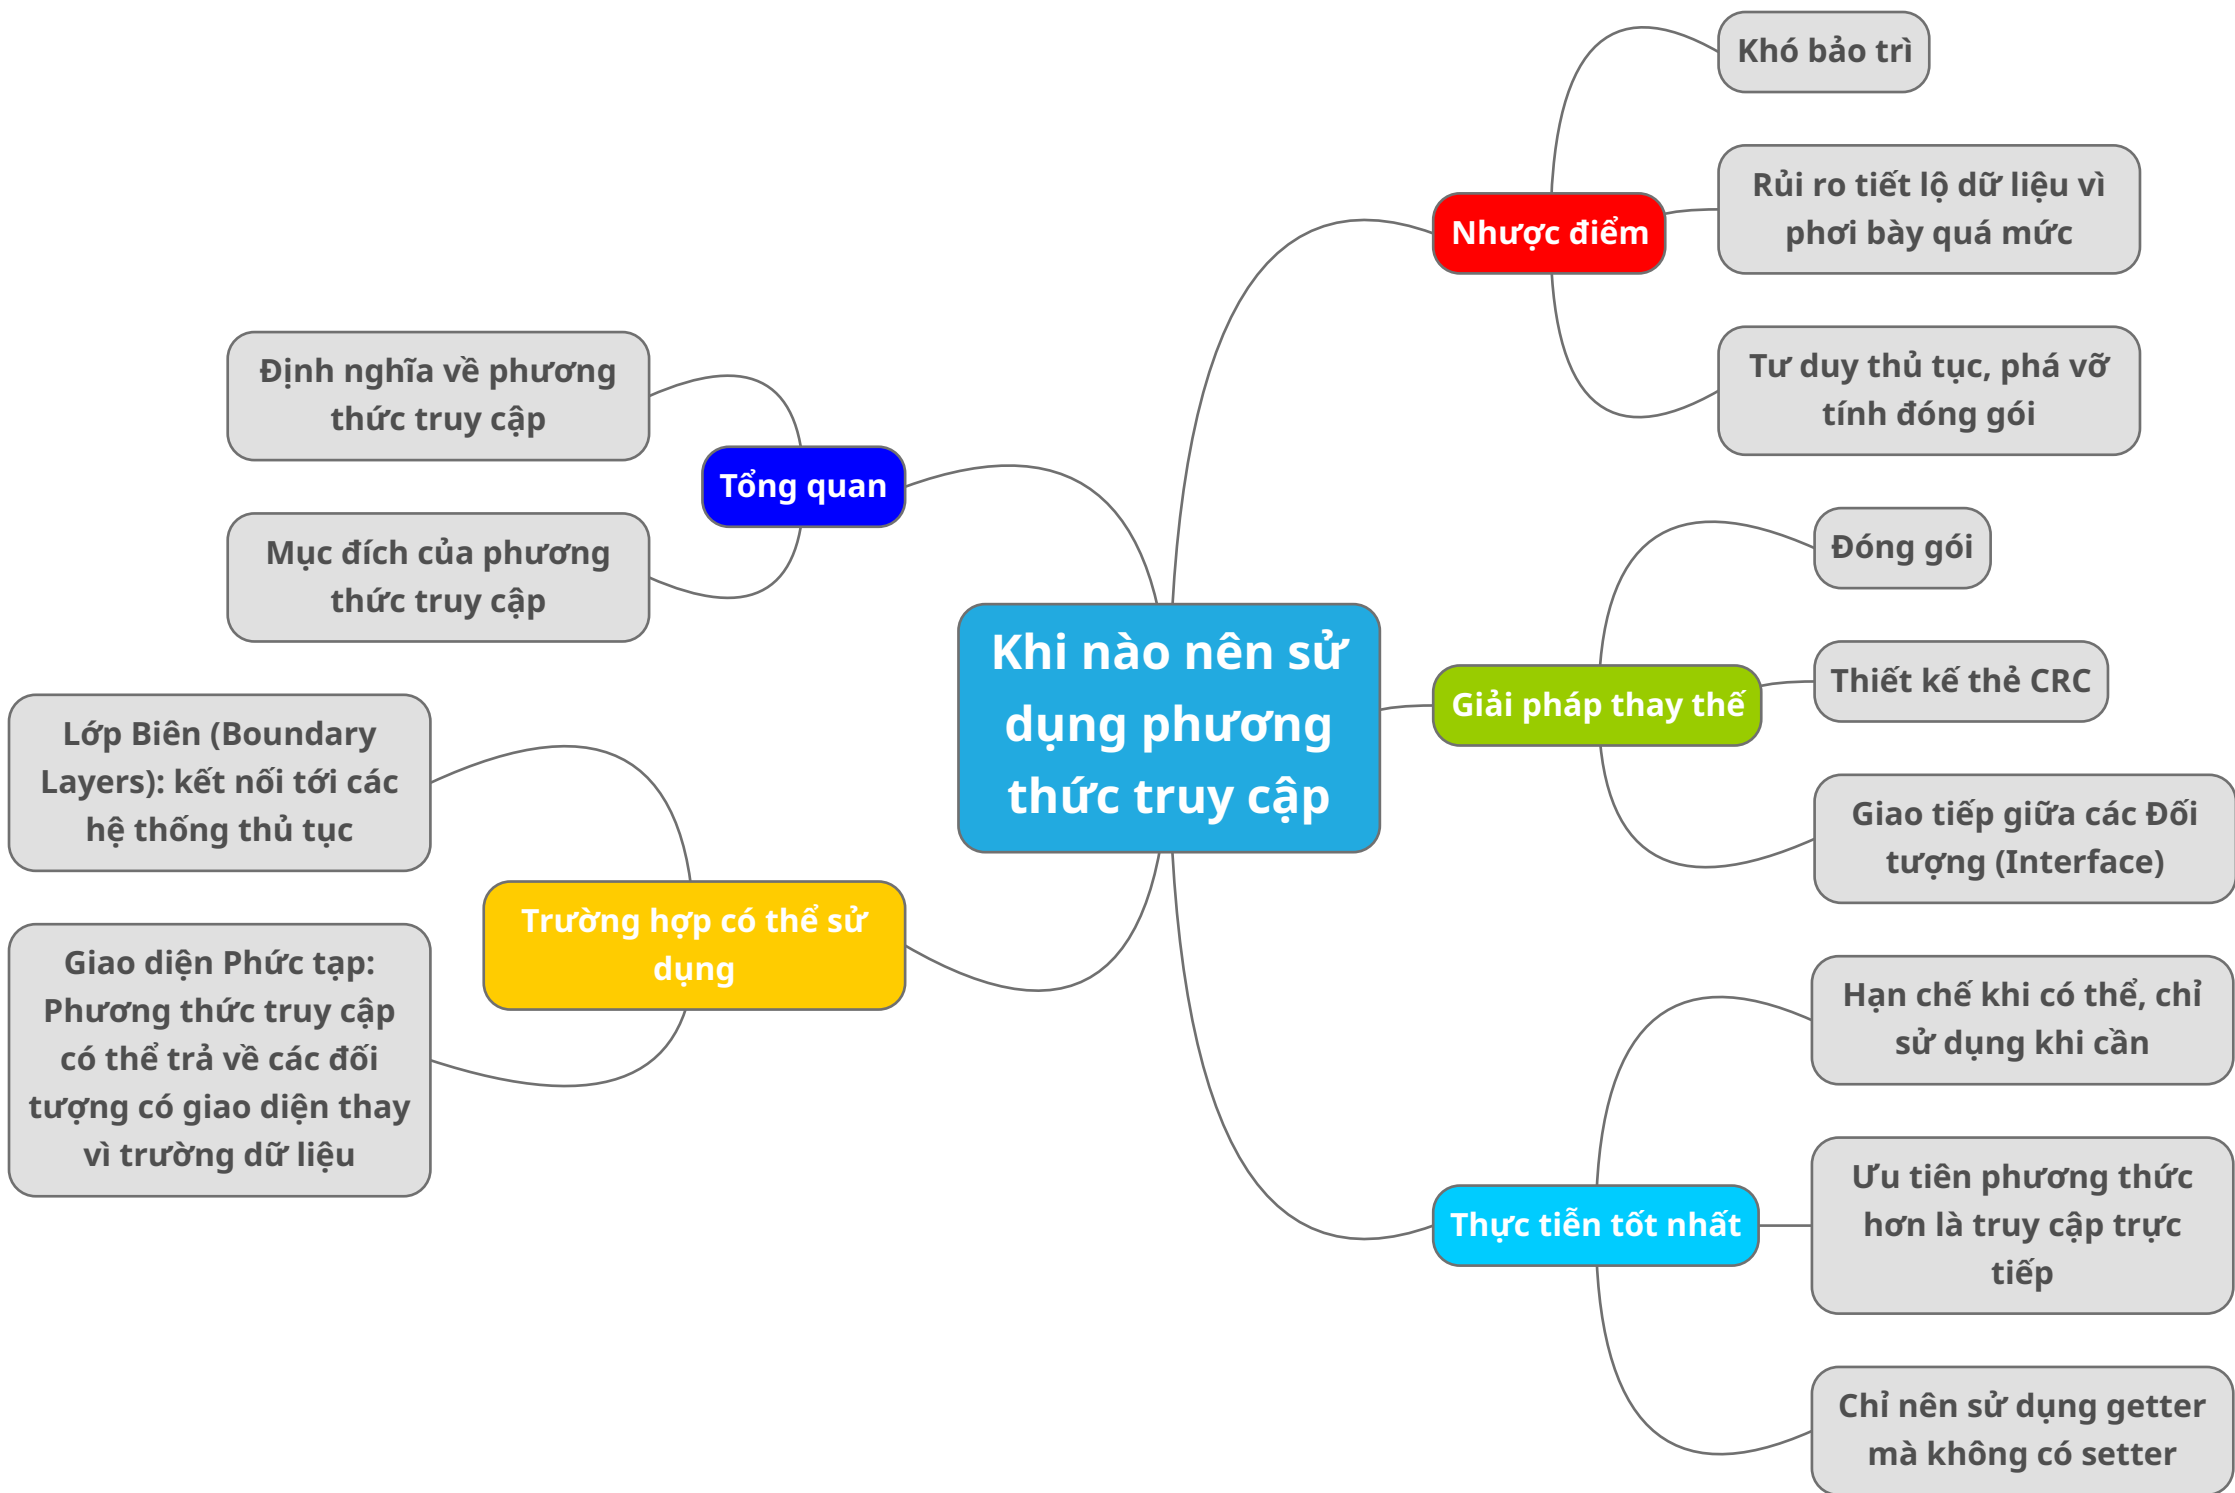 Khi nào nên sử
dụng phương
thức truy cập
Tổng quan
Định nghĩa về phương
thức truy cập
Mục đích của phương
thức truy cập
Trường hợp có thể sử
dụng
Lớp Biên (Boundary
Layers): kết nối tới các
hệ thống thủ tục
Giao diện Phức tạp:
Phương thức truy cập
có thể trả về các đối
tượng có giao diện thay
vì trường dữ liệu
Nhược điểm
Khó bảo trì
Rủi ro tiết lộ dữ liệu vì
phơi bày quá mức
Tư duy thủ tục, phá vỡ
tính đóng gói
Giải pháp thay thế
Đóng gói
Thiết kế thẻ CRC
Giao tiếp giữa các Đối
tượng (Interface)
Thực tiễn tốt nhất
Hạn chế khi có thể, chỉ
sử dụng khi cần
Ưu tiên phương thức
hơn là truy cập trực
tiếp
Chỉ nên sử dụng getter
mà không có setter